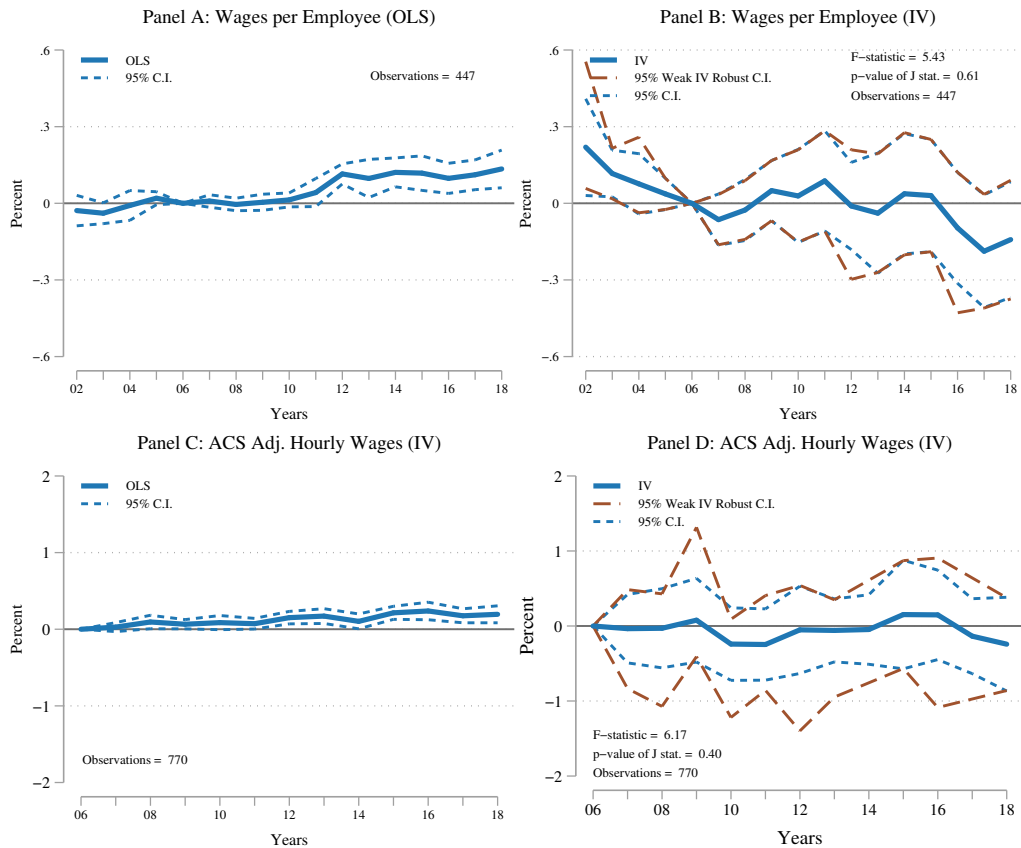 Panel A: Wages per Employee (OLS)
OLS
95% C.I.
Observations = 447
.6
.3
0
−.3
−.6
Percent
02 04 06 08 10 12 14 16 18
Years
Panel B: Wages per Employee (IV)
IV
95% Weak IV Robust C.I.
95% C.I.
F−statistic = 5.43
p−value of J stat. = 0.61
Observations = 447
.6
.3
0
−.3
−.6
Percent
02 04 06 08 10 12 14 16 18
Years
Panel C: ACS Adj. Hourly Wages (IV)
OLS
95% C.I.
2
1
0
−1
−2
Percent
Observations = 770
06 08 10 12 14 16 18
Years
Panel D: ACS Adj. Hourly Wages (IV)
IV
95% Weak IV Robust C.I.
95% C.I.
2
1
0
−1
−2
Percent
F−statistic = 6.17
p−value of J stat. = 0.40
Observations = 770
06 08 10 12 14 16 18
Years